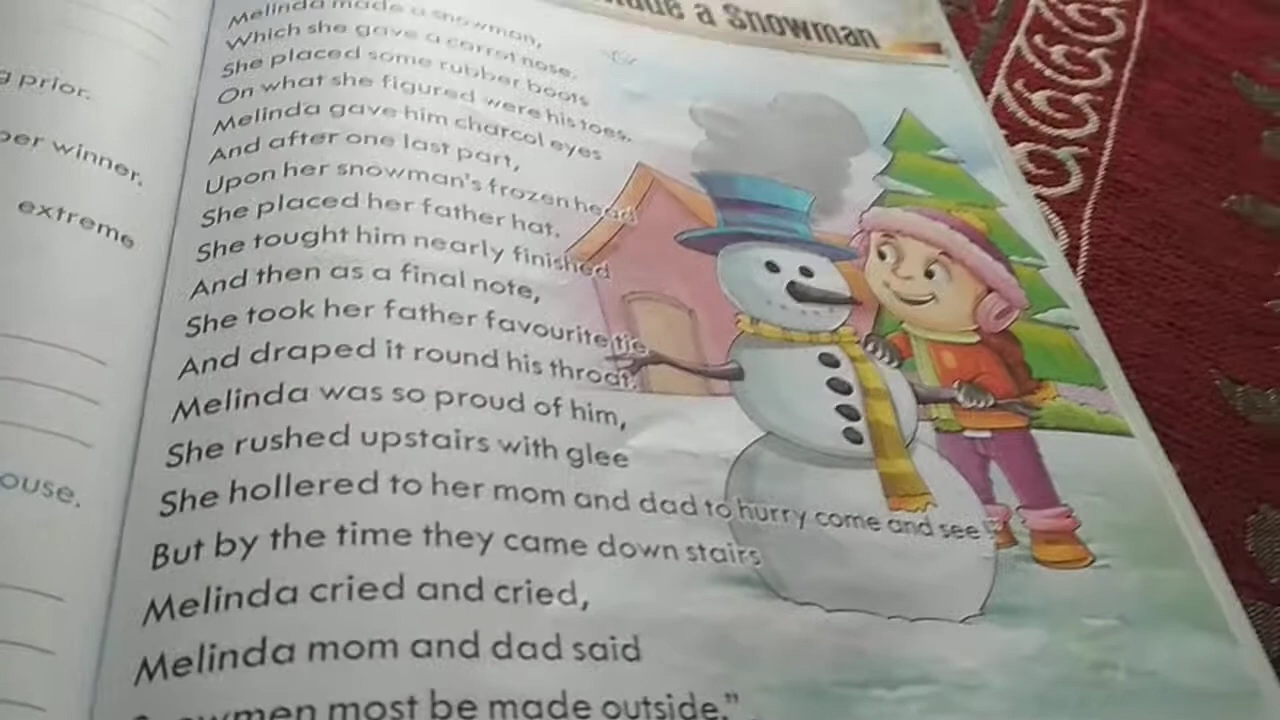 a Snowman
Melinda made a snowman,
Which she gave a carrot nose.
She placed some rubber boots
On what she figured were his toes.
Melinda gave him charcol eyes
And after one last part,
Upon her snowman's frozen head
She placed her father hat.
She tought him nearly finished
And then as a final note,
She took her father favourite tie
And draped it round his throat.
Melinda was so proud of him,
She rushed upstairs with glee
She hollered to her mom and dad to hurry come and see !"
But by the time they came down stairs
Melinda cried and cried,
Melinda mom and dad said
most be made outside."
prior.
winner.
extreme